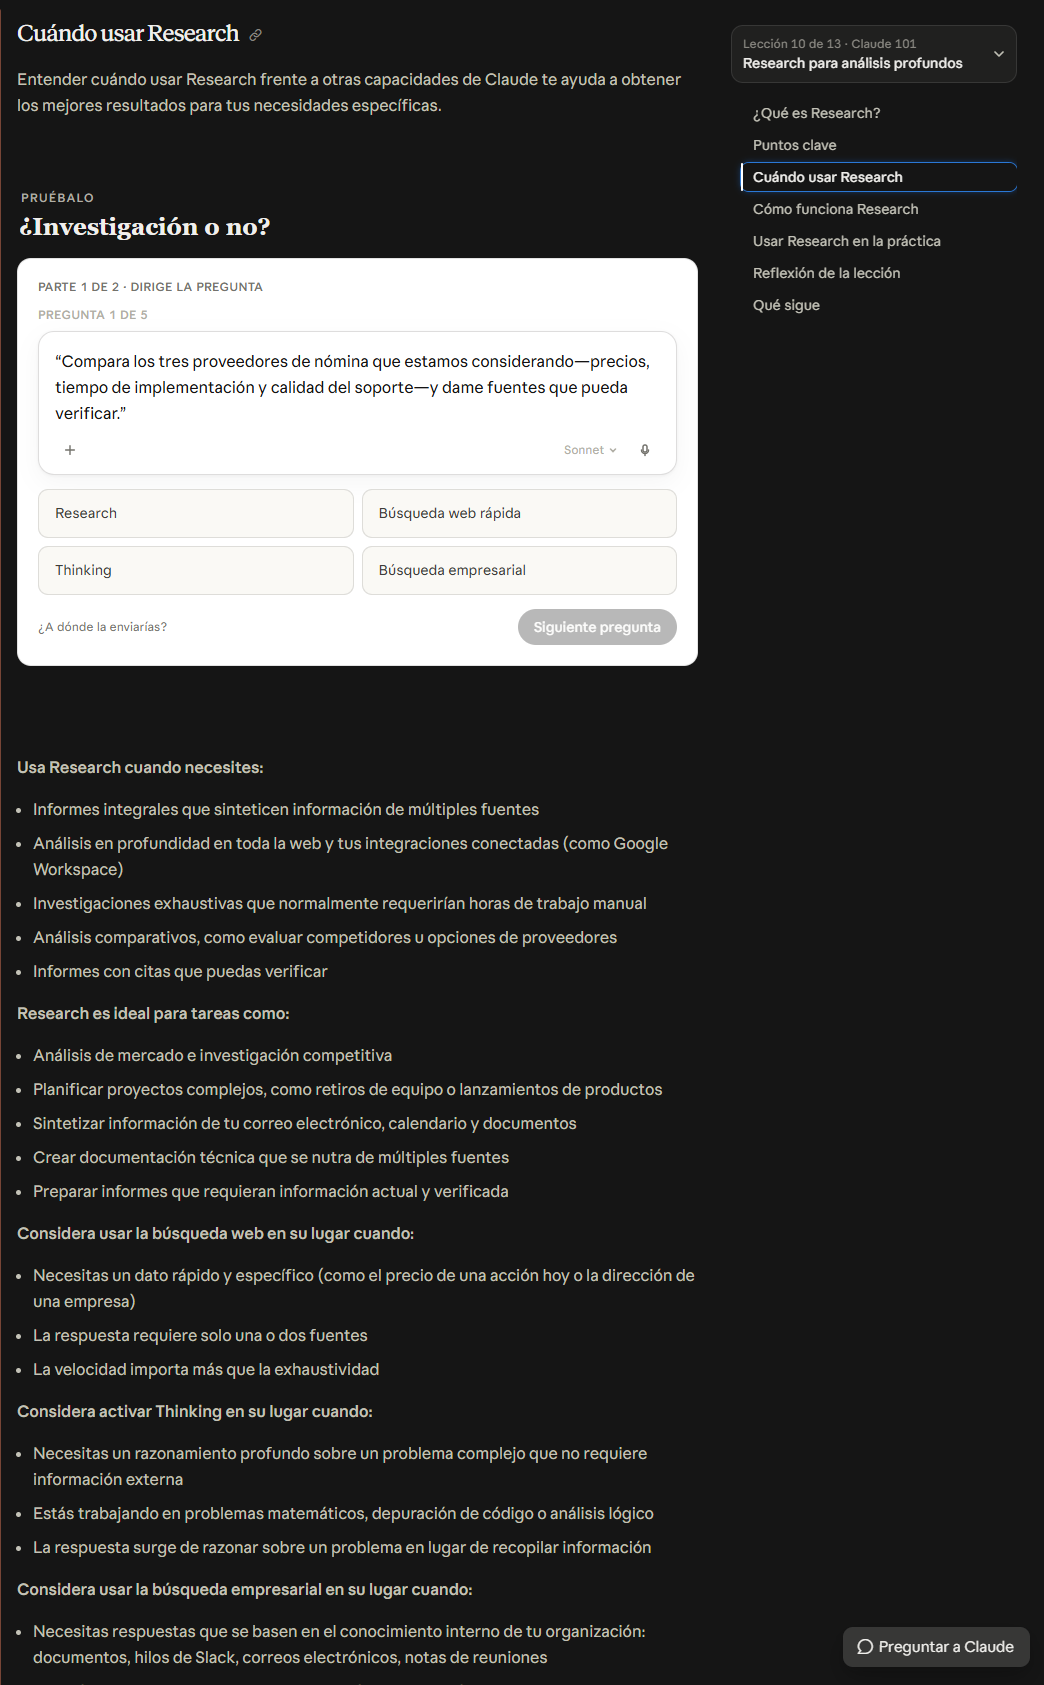 Cuándo usar Research
Entender cuándo usar Research frente a otras capacidades de Claude te ayuda a obtener
los mejores resultados para tus necesidades específicas.
PRUÉBALO
¿Investigación o no?
PARTE 1 DE 2 · DIRIGE LA PREGUNTA
PREGUNTA 1 DE 5
“Compara los tres proveedores de nómina que estamos considerando—precios,
tiempo de implementación y calidad del soporte—y dame fuentes que pueda
verificar.”
Sonnet
Research
Búsqueda web rápida
Thinking
Búsqueda empresarial
¿A dónde la enviarías?
Siguiente pregunta
Usa Research cuando necesites:
• Informes integrales que sinteticen información de múltiples fuentes
• Análisis en profundidad en toda la web y tus integraciones conectadas (como Google
Workspace)
• Investigaciones exhaustivas que normalmente requerirían horas de trabajo manual
• Análisis comparativos, como evaluar competidores u opciones de proveedores
• Informes con citas que puedas verificar
Research es ideal para tareas como:
• Análisis de mercado e investigación competitiva
• Planificar proyectos complejos, como retiros de equipo o lanzamientos de productos
• Sintetizar información de tu correo electrónico, calendario y documentos
• Crear documentación técnica que se nutra de múltiples fuentes
• Preparar informes que requieran información actual y verificada
Considera usar la búsqueda web en su lugar cuando:
• Necesitas un dato rápido y específico (como el precio de una acción hoy o la dirección de
una empresa)
• La respuesta requiere solo una o dos fuentes
• La velocidad importa más que la exhaustividad
Considera activar Thinking en su lugar cuando:
• Necesitas un razonamiento profundo sobre un problema complejo que no requiere
información externa
• Estás trabajando en problemas matemáticos, depuración de código o análisis lógico
• La respuesta surge de razonar sobre un problema en lugar de recopilar información
Considera usar la búsqueda empresarial en su lugar cuando:
• Necesitas respuestas que se basen en el conocimiento interno de tu organización:
documentos, hilos de Slack, correos electrónicos, notas de reuniones
Lección 10 de 13 · Claude 101
Research para análisis profundos
¿Qué es Research?
Puntos clave
Cuándo usar Research
Cómo funciona Research
Usar Research en la práctica
Reflexión de la lección
Qué sigue
Preguntar a Claude